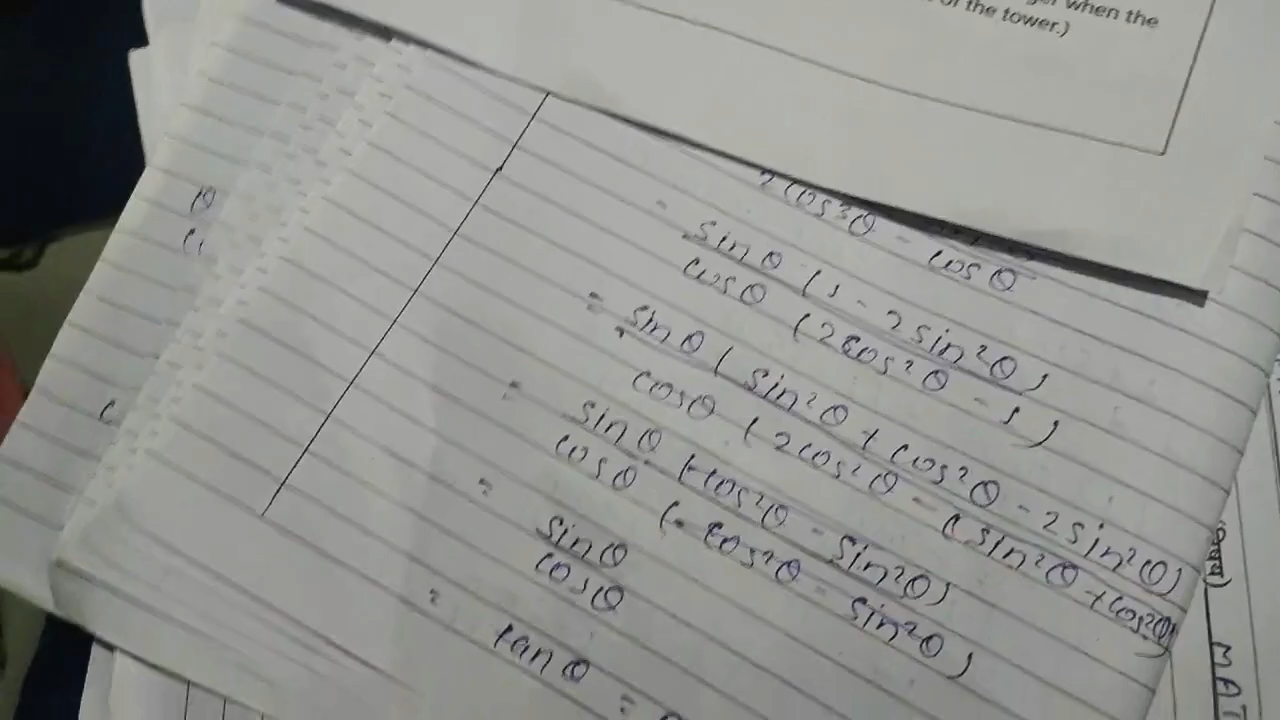 when the
of the tower.)
2cos³θ - cosθ
sinθ (1 - 2sin²θ)
cosθ (2cos²θ - 1)
= sinθ (sin²θ + cos²θ - 2sin²θ)
cosθ (2cos²θ - (sin²θ + cos²θ))
= sinθ (cos²θ - sin²θ)
cosθ (cos²θ - sin²θ)
= sinθ
cosθ
= tanθ =